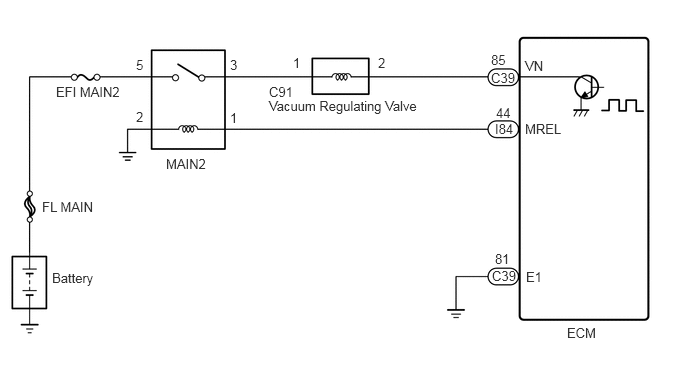 5
3
1
2
85
EFI MAIN2
C91
Vacuum Regulating Valve
C39
VN
2
1
44
MAIN2
I84
MREL
FL MAIN
Battery
81
C39
E1
ECM